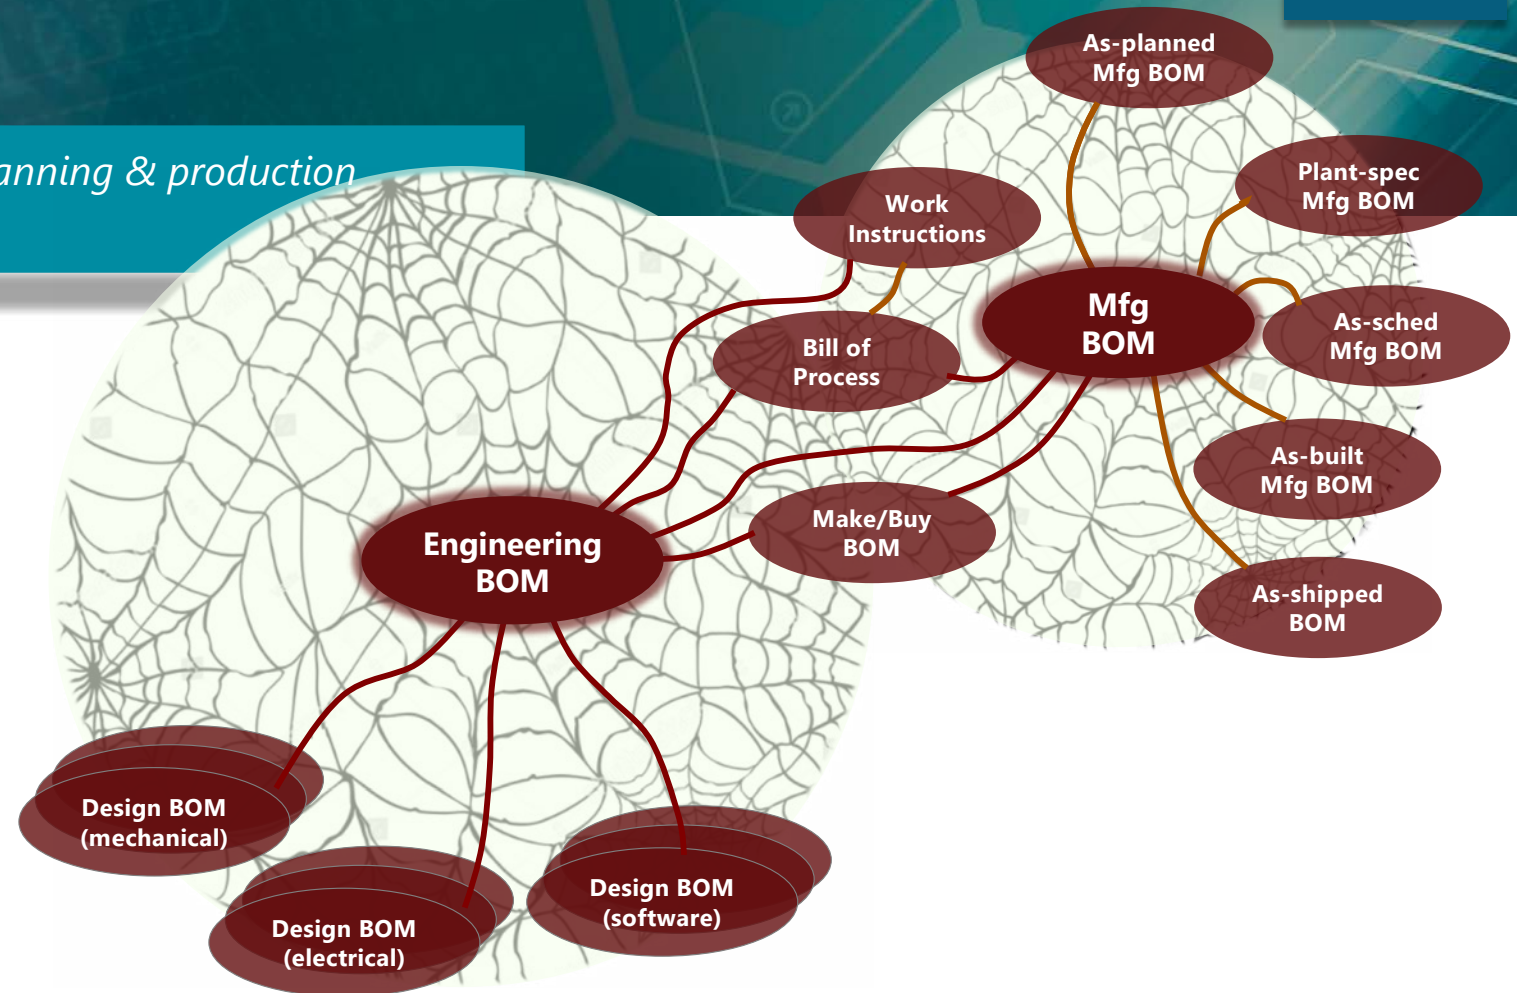 & production
As-planned
Mfg BOM
Plant-spec
Mfg BOM
Work
Instructions
Mfg
BOM
As-sched
Mfg BOM
Bill of
Process
As-built
Mfg BOM
Make/Buy
BOM
Engineering
BOM
As-shipped
BOM
Design BOM
(mechanical)
Design BOM
(software)
Design BOM
(electrical)